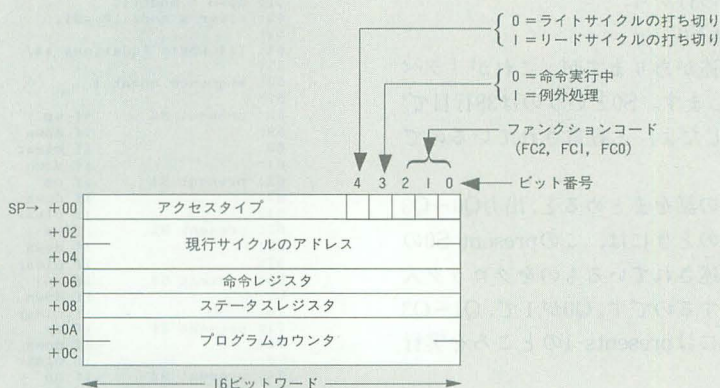 0＝ライトサイクルの打ち切り
1＝リードサイクルの打ち切り
0＝命令実行中
1＝例外処理
ファンクションコード
(FC2, FC1, FC0)
4 3 2 1 0 ビット番号
SP→ +00 アクセスタイプ
+02
現行サイクルのアドレス
+04
+06 命令レジスタ
+08 ステータスレジスタ
+0A
プログラムカウンタ
+0C
16ビットワード